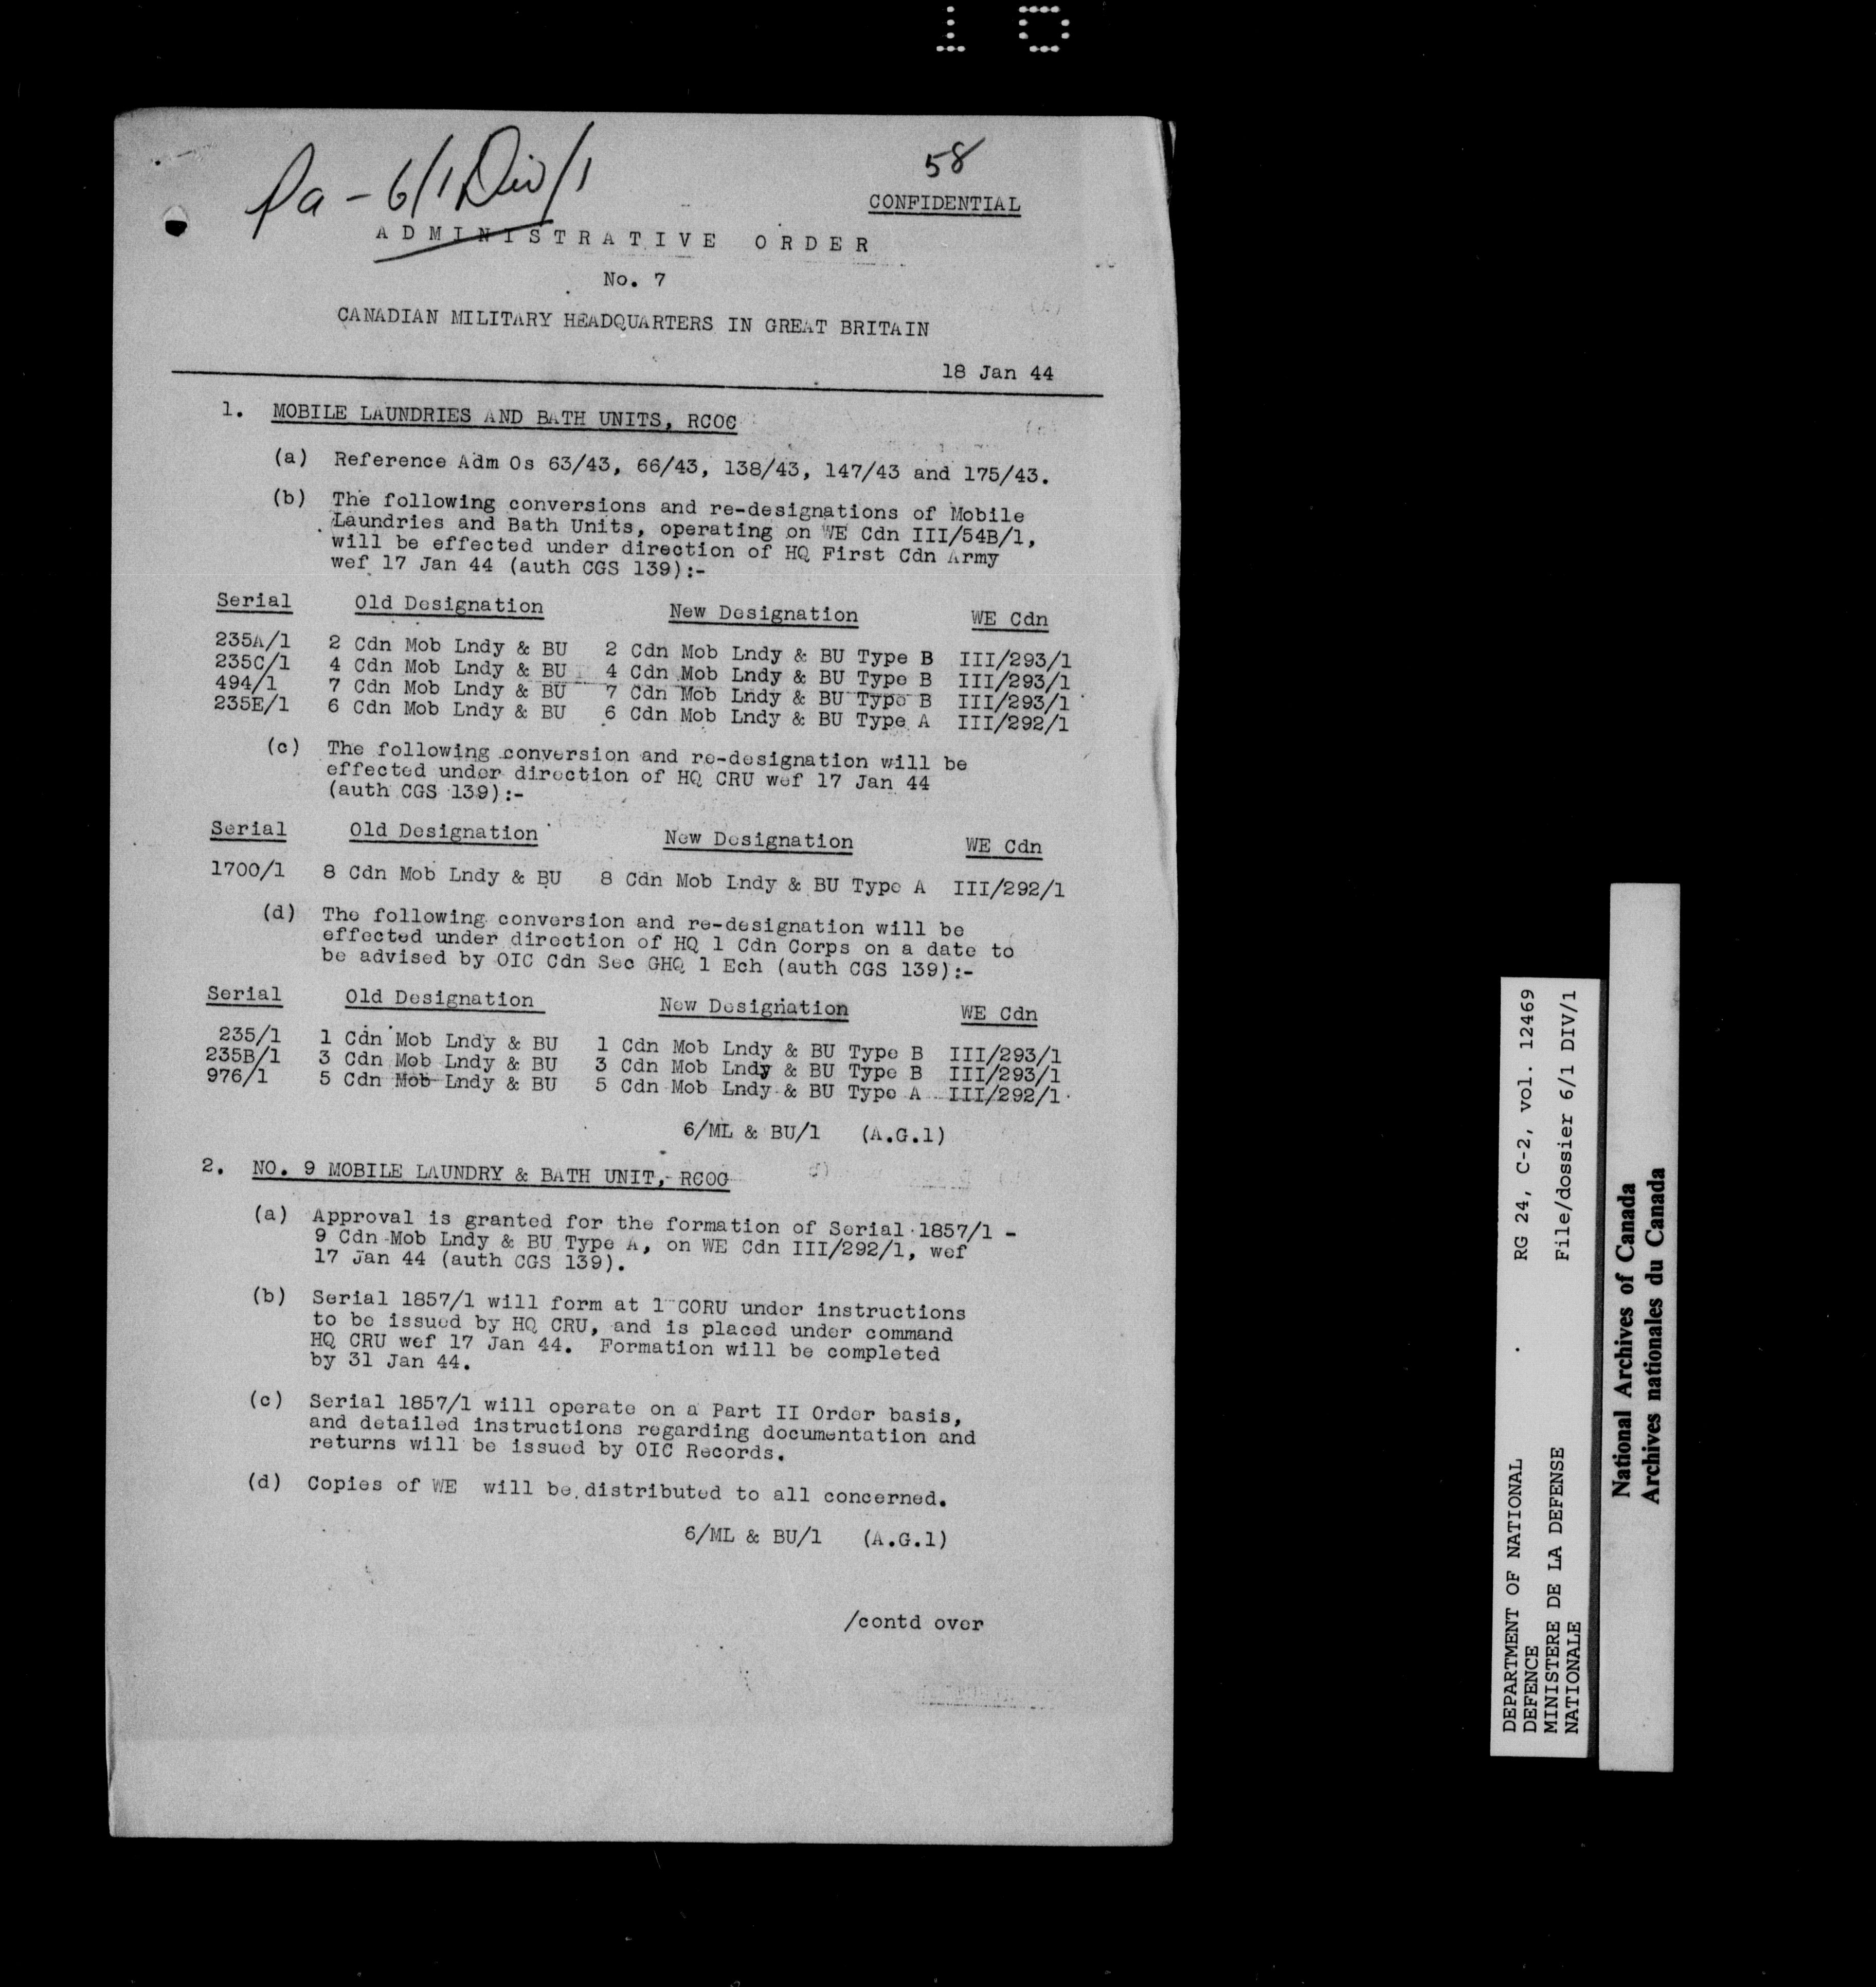 10
Pa - 6/1 Div/1
58
CONFIDENTIAL
ADMINISTRATIVE ORDER
No. 7
CANADIAN MILITARY HEADQUARTERS IN GREAT BRITAIN
18 Jan 44
1. MOBILE LAUNDRIES AND BATH UNITS, RCOC
(a) Reference Adm Os 63/43, 66/43, 138/43, 147/43 and 175/43.
(b) The following conversions and re-designations of Mobile
Laundries and Bath Units, operating on WE Cdn III/54B/1,
will be effected under direction of HQ First Cdn Army
wef 17 Jan 44 (auth CGS 139):-
Serial Old Designation New Designation WE Cdn
235A/1 2 Cdn Mob Lndy & BU 2 Cdn Mob Lndy & BU Type B III/293/1
235C/1 4 Cdn Mob Lndy & BU 4 Cdn Mob Lndy & BU Type B III/293/1
494/1 7 Cdn Mob Lndy & BU 7 Cdn Mob Lndy & BU Type B III/293/1
235E/1 6 Cdn Mob Lndy & BU 6 Cdn Mob Lndy & BU Type A III/292/1
(c) The following conversion and re-designation will be
effected under direction of HQ CRU wef 17 Jan 44
(auth CGS 139):-
Serial Old Designation New Designation WE Cdn
1700/1 8 Cdn Mob Lndy & BU 8 Cdn Mob Lndy & BU Type A III/292/1
(d) The following conversion and re-designation will be
effected under direction of HQ 1 Cdn Corps on a date to
be advised by OIC Cdn Sec GHQ 1 Ech (auth CGS 139):-
Serial Old Designation New Designation WE Cdn
235/1 1 Cdn Mob Lndy & BU 1 Cdn Mob Lndy & BU Type B III/293/1
235B/1 3 Cdn Mob Lndy & BU 3 Cdn Mob Lndy & BU Type B III/293/1
976/1 5 Cdn Mob Lndy & BU 5 Cdn Mob Lndy & BU Type A III/292/1
6/ML & BU/1 (A.G.1)
2. NO. 9 MOBILE LAUNDRY & BATH UNIT, RCOC
(a) Approval is granted for the formation of Serial 1857/1 -
9 Cdn Mob Lndy & BU Type A, on WE Cdn III/292/1, wef
17 Jan 44 (auth CGS 139).
(b) Serial 1857/1 will form at 1 CORU under instructions
to be issued by HQ CRU, and is placed under command
HQ CRU wef 17 Jan 44. Formation will be completed
by 31 Jan 44.
(c) Serial 1857/1 will operate on a Part II Order basis,
and detailed instructions regarding documentation and
returns will be issued by OIC Records.
(d) Copies of WE will be distributed to all concerned.
6/ML & BU/1 (A.G.1)
/contd over
DEPARTMENT OF NATIONAL RG 24, C-2, vol. 12469
DEFENCE
MINISTERE DE LA DEFENSE File/dossier 6/1 DIV/1
NATIONALE
National Archives of Canada
Archives nationales du Canada